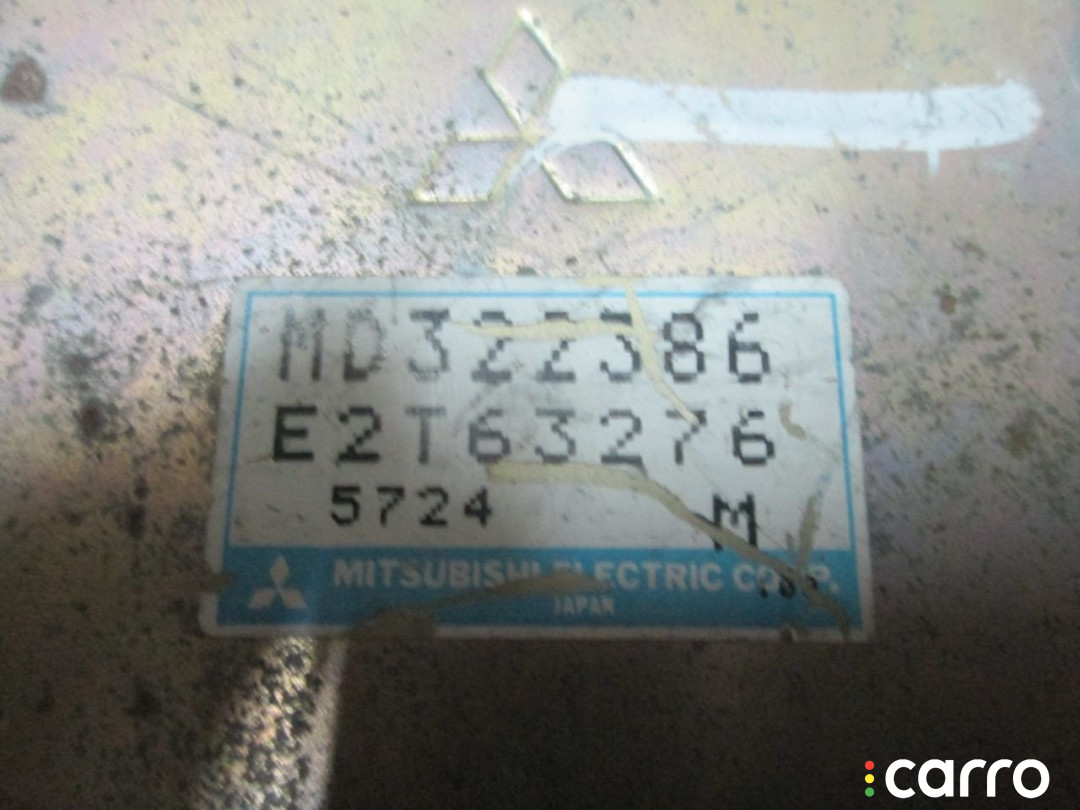 MD322386
E2T63276
5724 M
MITSUBISHI ELECTRIC CORP.
JAPAN
carro